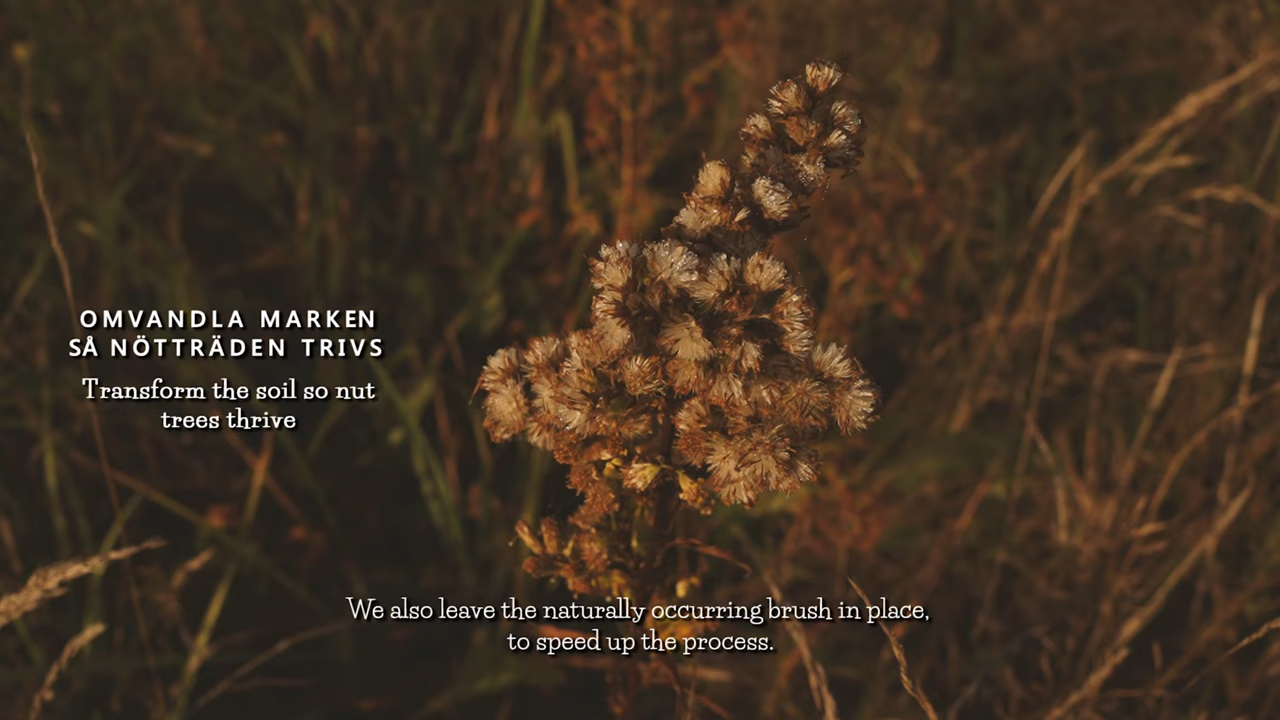 OMVANDLA MARKEN
SÅ NÖTTRÄDEN TRIVS
Transform the soil so nut
trees thrive
We also leave the naturally occurring brush in place,
to speed up the process.